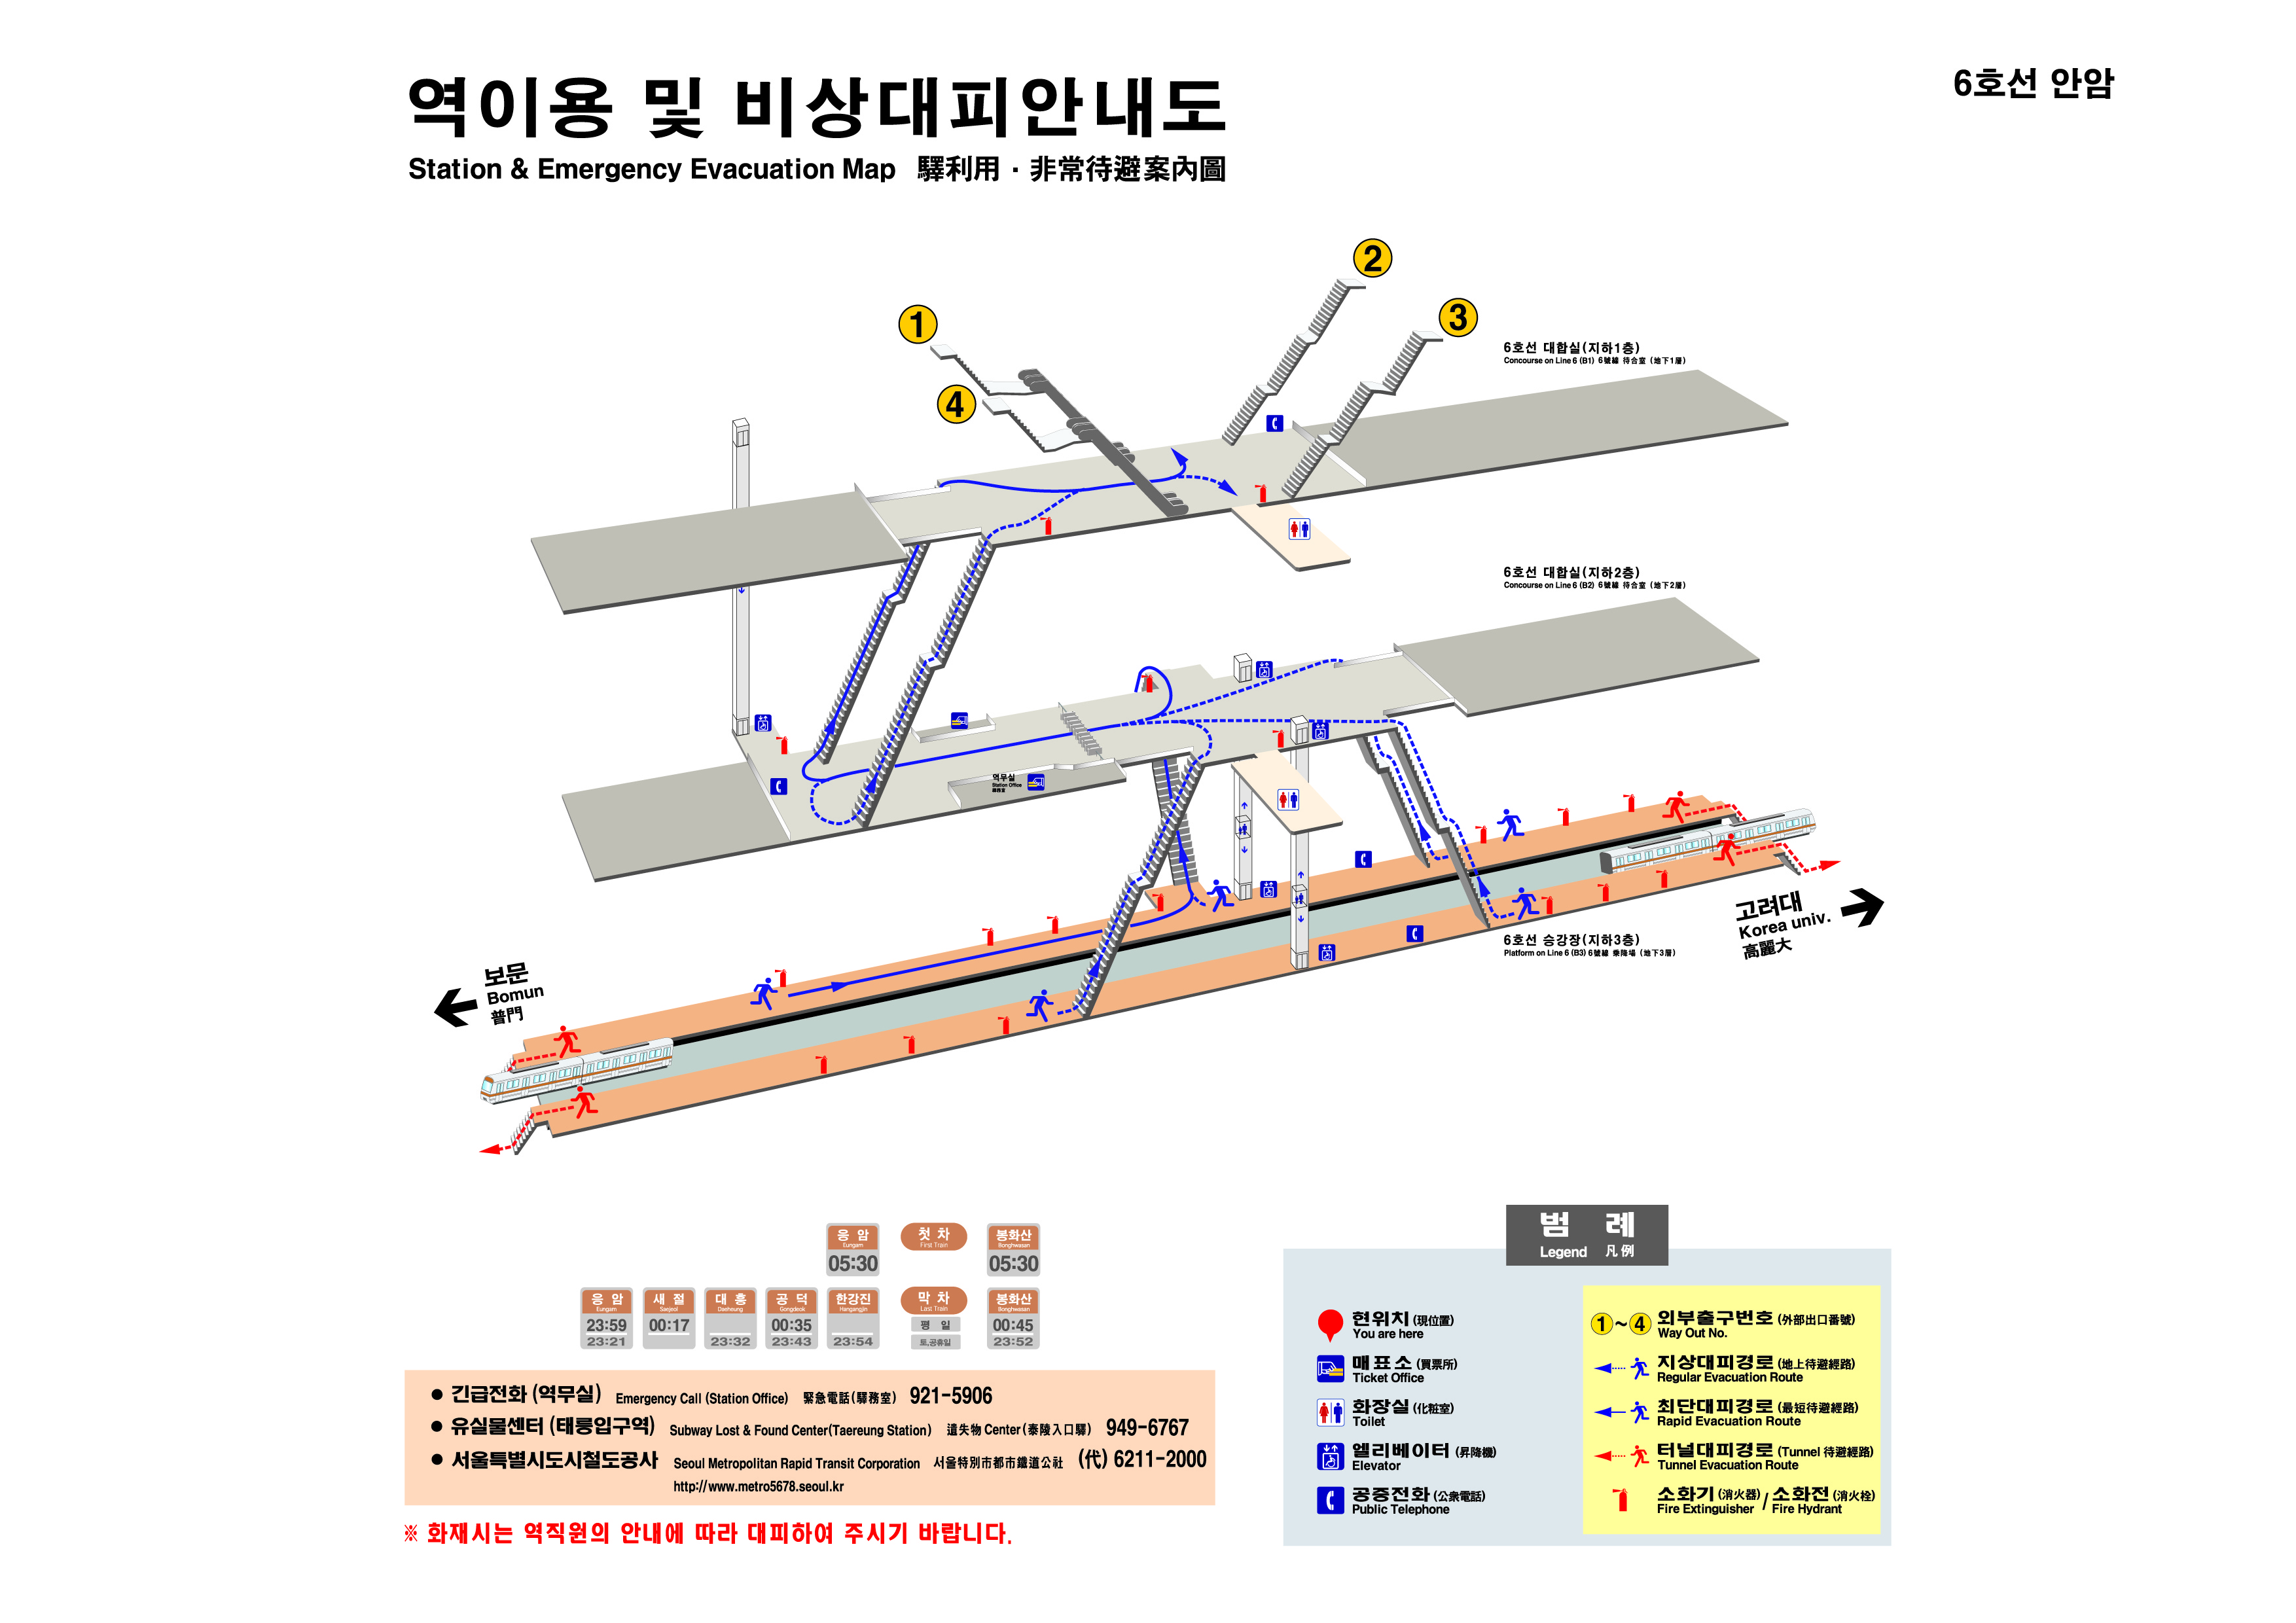 역이용 및 비상대피안내도
Station & Emergency Evacuation Map 驛利用 · 非常待避案內圖
6호선 안암
2
3
1
4
6호선 대합실(지하1층)
Concourse on Line 6 (B1) 6號線 待合室 (地下1層)
6호선 대합실(지하2층)
Concourse on Line 6 (B2) 6號線 待合室 (地下2層)
역무실
Station Office
驛務室
고려대
Korea univ.
高麗大
6호선 승강장(지하3층)
Platform on Line 6 (B3) 6號線 乘降場 (地下3層)
보문
Bomun
普門
응 암 첫 차 봉화산
Eungam First Train Bonghwasan
05:30 05:30
응 암 새 절 대 흥 공 덕 한강진 막 차 봉화산
Eungam Saejeol Daeheung Gongdeok Hangangjin Last Train Bonghwasan
23:59 00:17 00:35 평 일 00:45
23:21 23:32 23:43 23:54 토,공휴일 23:52
● 긴급전화 (역무실) Emergency Call (Station Office) 緊急電話 (驛務室) 921-5906
● 유실물센터 (태릉입구역) Subway Lost & Found Center(Taereung Station) 遺失物 Center (泰陵入口驛) 949-6767
● 서울특별시도시철도공사 Seoul Metropolitan Rapid Transit Corporation 서울特別市都市鐵道公社 (代) 6211-2000
http://www.metro5678.seoul.kr
※ 화재시는 역직원의 안내에 따라 대피하여 주시기 바랍니다.
범 례
Legend 凡例
현위치 (現位置)
You are here
매표소 (買票所)
Ticket Office
화장실 (化粧室)
Toilet
엘리베이터 (昇降機)
Elevator
공중전화 (公衆電話)
Public Telephone
1 ~ 4 외부출구번호 (外部出口番號)
Way Out No.
지상대피경로 (地上待避經路)
Regular Evacuation Route
최단대피경로 (最短待避經路)
Rapid Evacuation Route
터널대피경로 (Tunnel 待避經路)
Tunnel Evacuation Route
소화기 (消火器) / 소화전 (消火栓)
Fire Extinguisher / Fire Hydrant